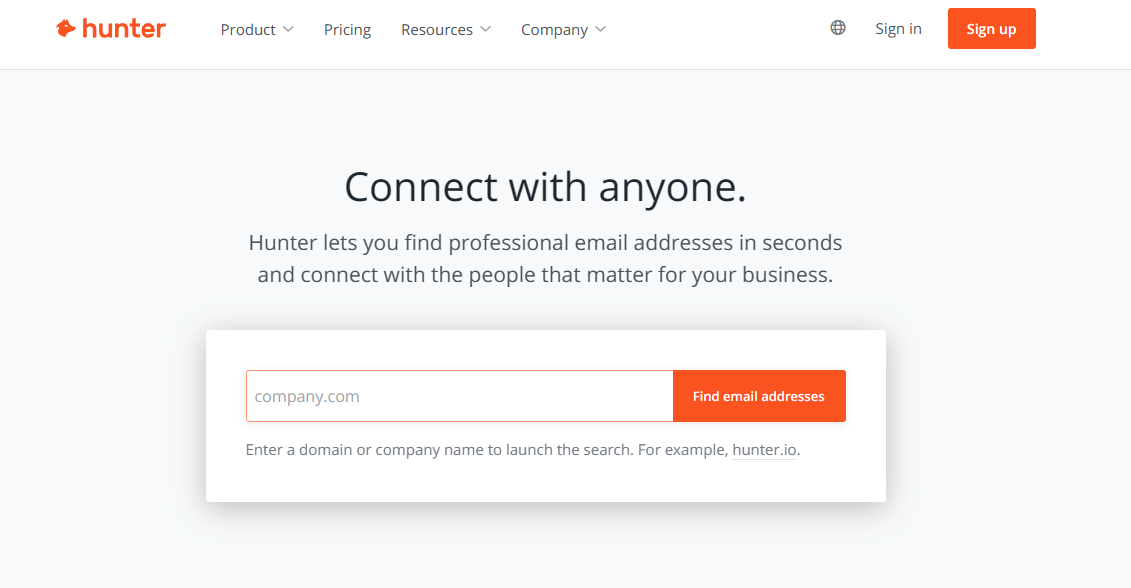 hunter Product Pricing Resources Company Sign in Sign up
Connect with anyone.
Hunter lets you find professional email addresses in seconds
and connect with the people that matter for your business.
company.com Find email addresses
Enter a domain or company name to launch the search. For example, hunter.io.